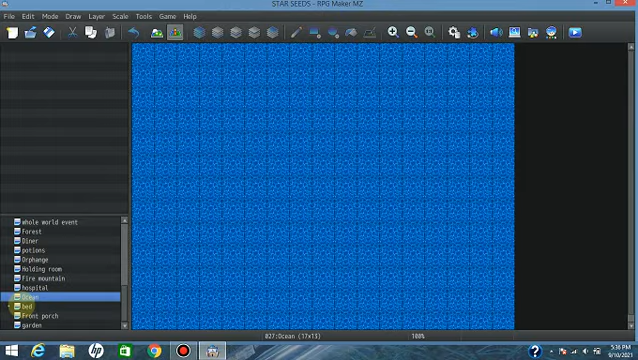 STAR SEEDS - RPG Maker MZ
File Edit Mode Draw Layer Scale Tools Game Help
whole world event
Forest
Diner
potions
Orphange
Holding room
Fire mountain
hospital
Ocean
bed
Front porch
garden
027:Ocean (17x13) 100%
5:36 PM
9/10/2021